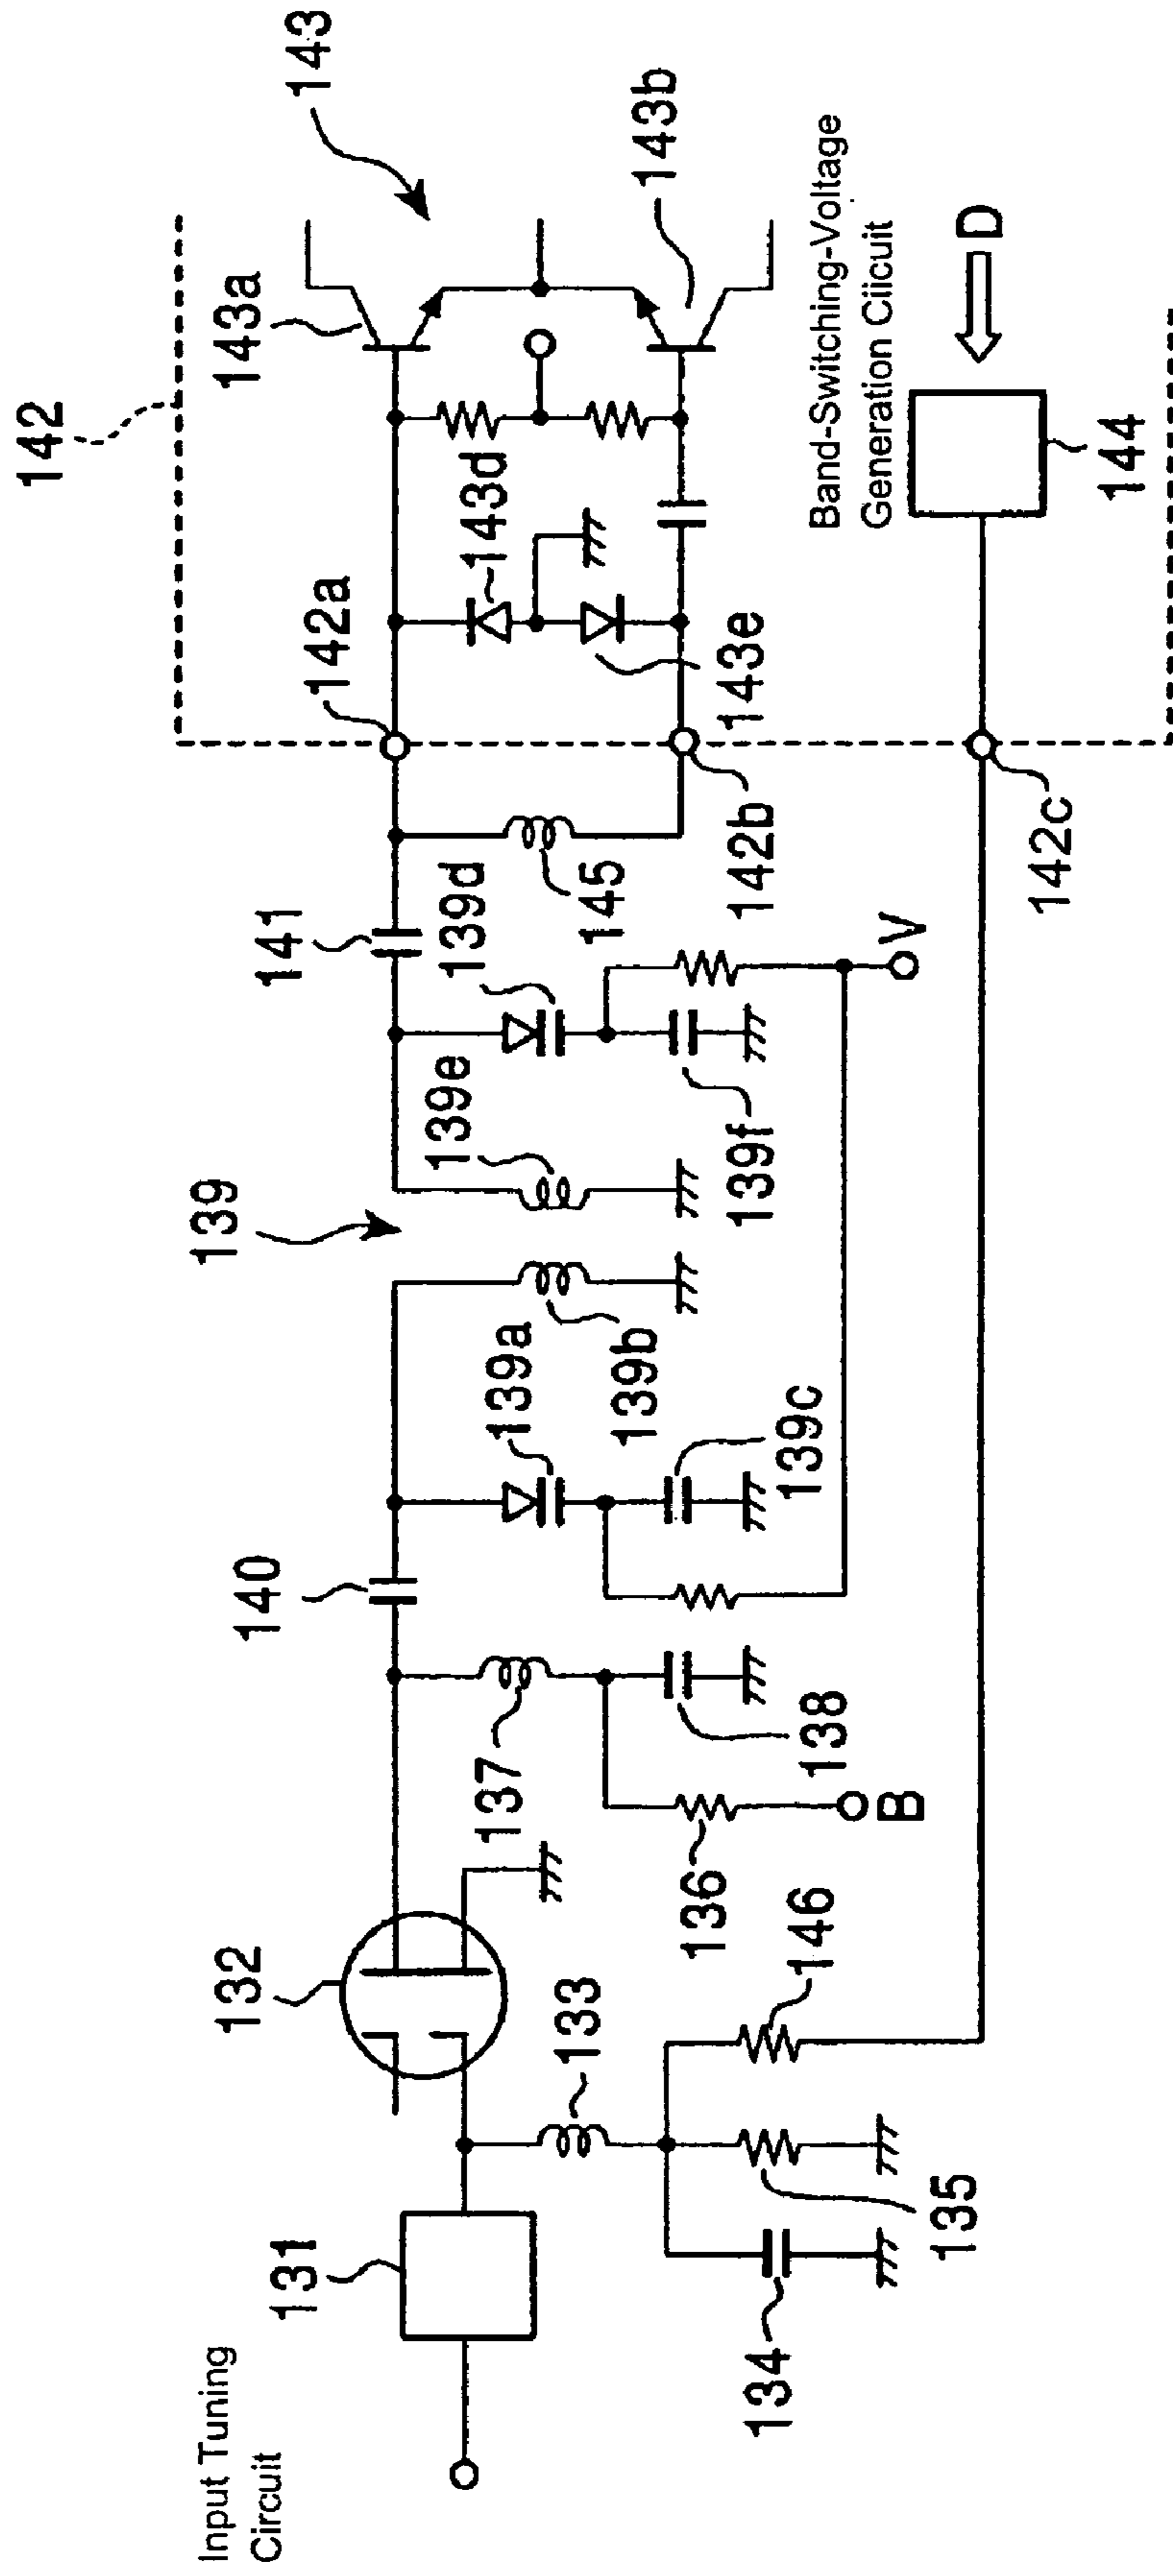 Input Tuning
Circuit
131
132
133
134
135
146
136
B
137
138
140
139
139a
139b
139c
139e
139d
139f
V
141
145
142
142a
142b
142c
143
143a
143b
143d
143e
Band-Switching-Voltage
Generation Ciicuit
D
144